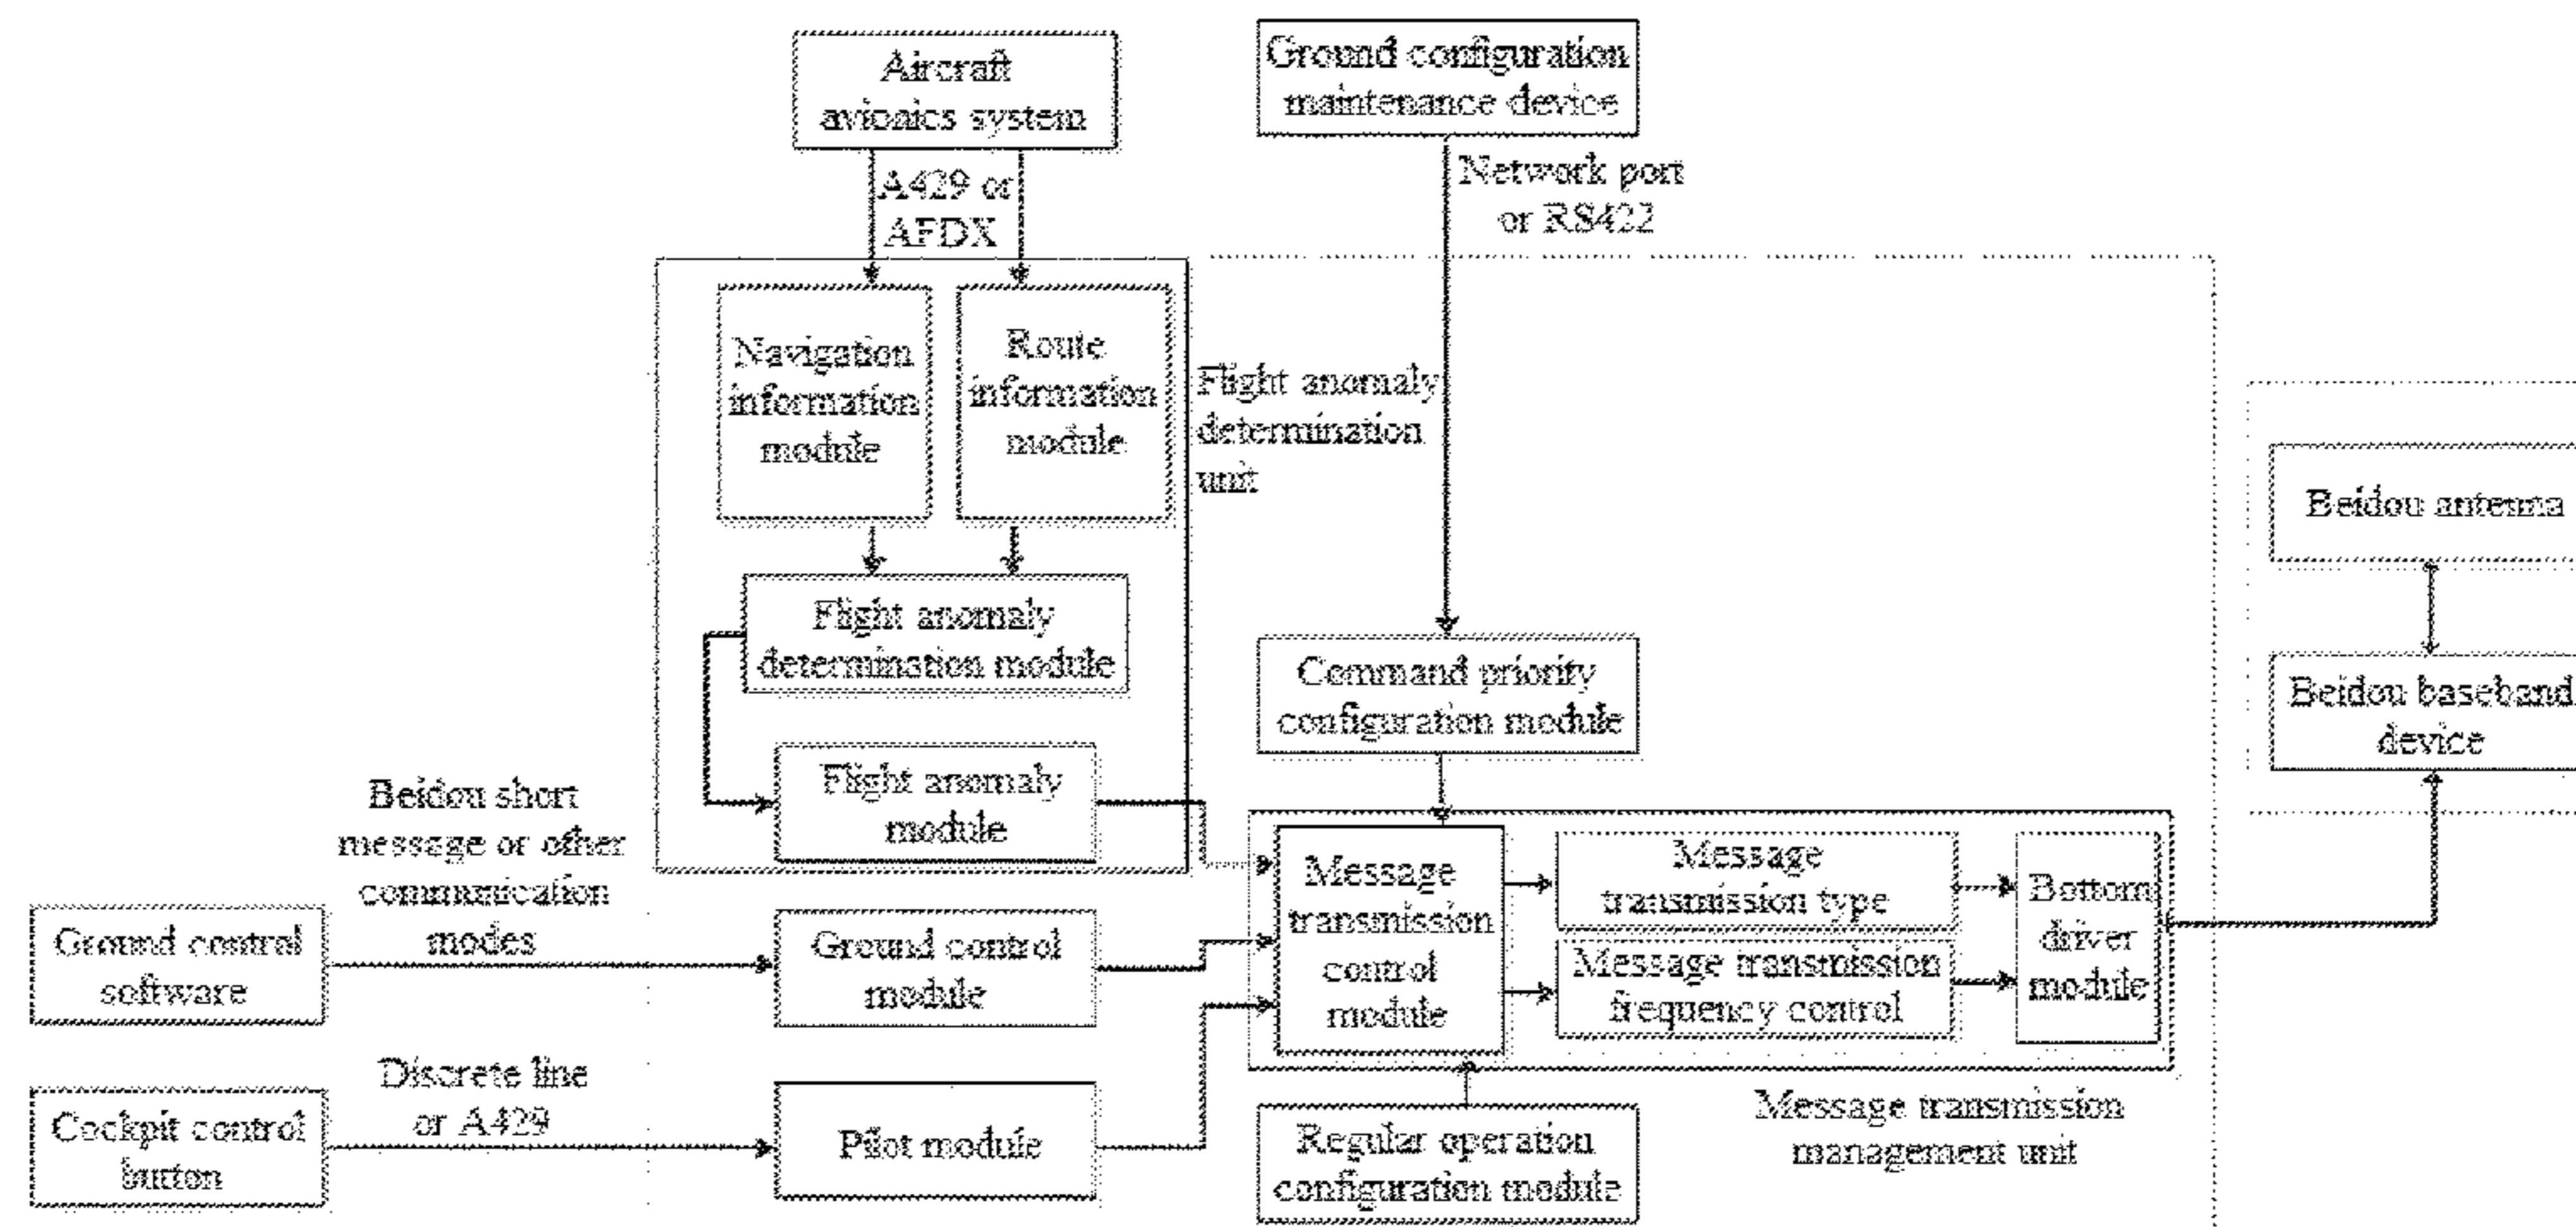 Aircraft
avionics system
Ground configuration
maintenance device
A429 or
AFDX
Network port
or RS422
Navigation
information
module
Route
information
module
Flight anomaly
determination
unit
Beidou antenna
Flight anomaly
determination module
Command priority
configuration module
Beidou baseband
device
Flight anomaly
module
Beidou short
message or other
communication
modes
Ground control
software
Ground control
module
Message
transmission
control
module
Message
transmission type
Message transmission
frequency control
Bottom
driver
module
Discrete line
or A429
Cockpit control
button
Pilot module
Regular operation
configuration module
Message transmission
management unit